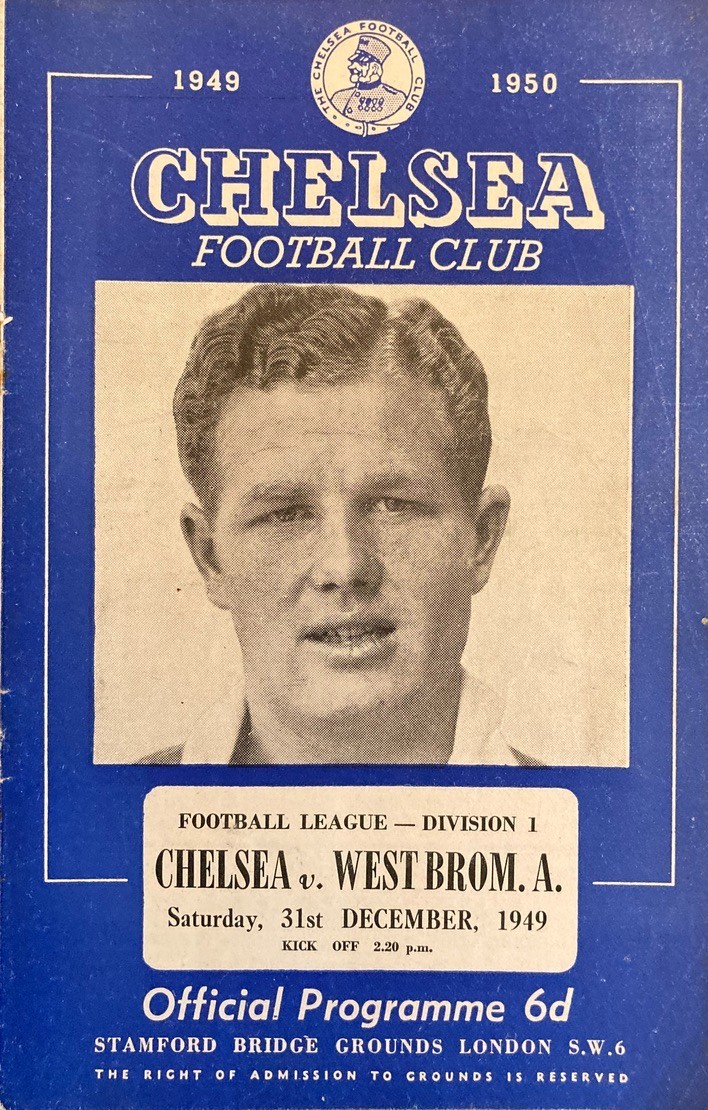 THE CHELSEA FOOTBALL CLUB
1949 1950
CHELSEA
FOOTBALL CLUB
FOOTBALL LEAGUE — DIVISION 1
CHELSEA v. WEST BROM. A.
Saturday, 31st DECEMBER, 1949
KICK OFF 2.20 p.m.
Official Programme 6d
STAMFORD BRIDGE GROUNDS LONDON S.W.6
THE RIGHT OF ADMISSION TO GROUNDS IS RESERVED